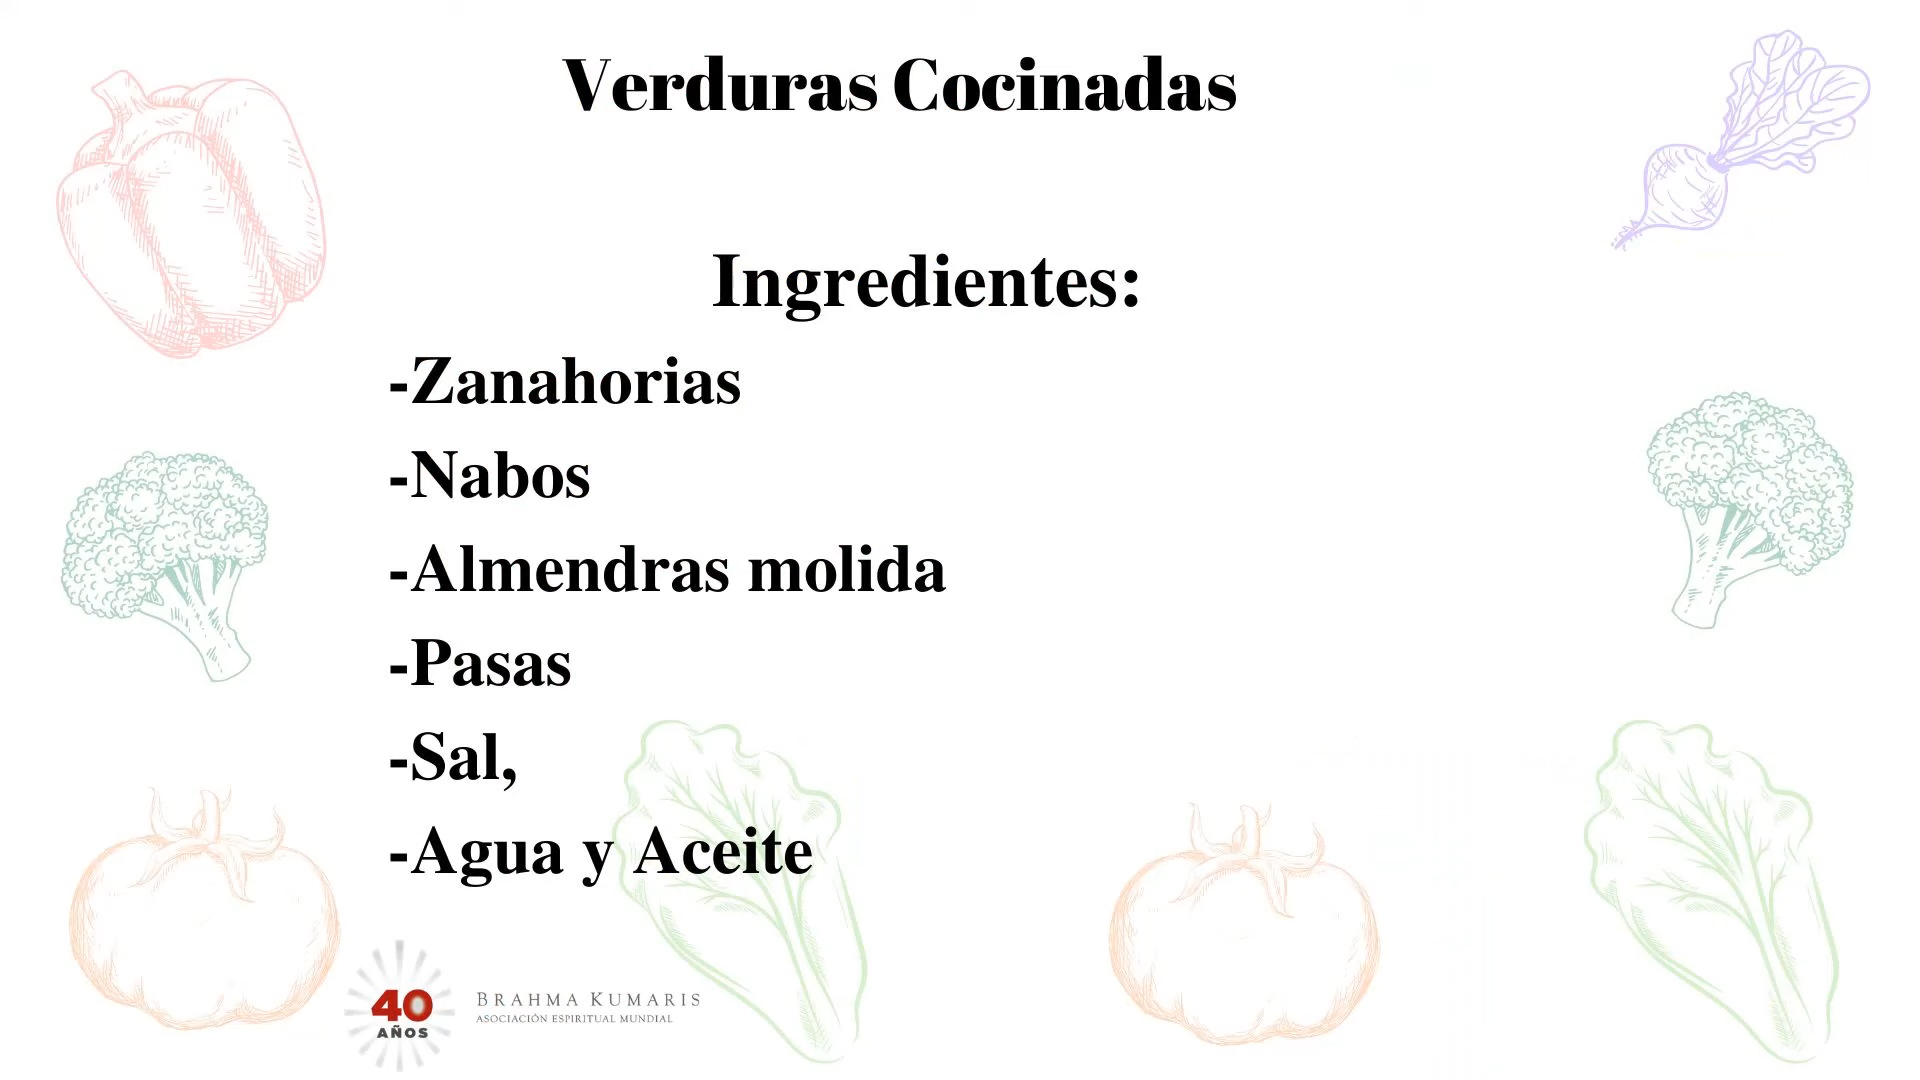 Verduras Cocinadas
Ingredientes:
-Zanahorias
-Nabos
-Almendras molida
-Pasas
-Sal,
-Agua y Aceite
40
AÑOS
BRAHMA KUMARIS
ASOCIACIÓN ESPIRITUAL MUNDIAL